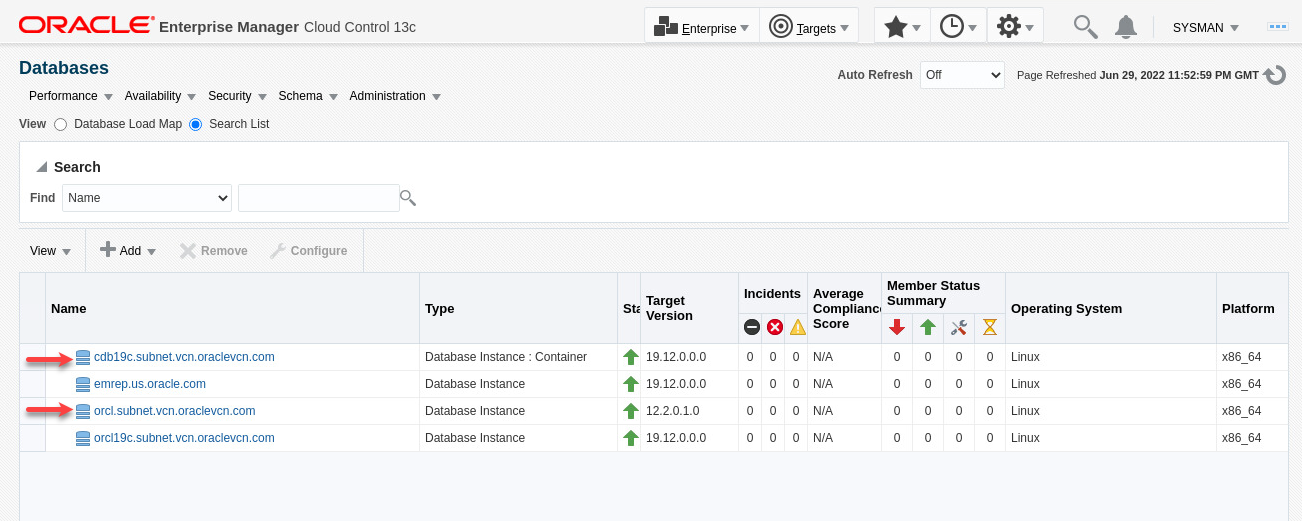 ORACLE Enterprise Manager Cloud Control 13c
Enterprise Targets SYSMAN
Databases
Auto Refresh Off Page Refreshed Jun 29, 2022 11:52:59 PM GMT
Performance Availability Security Schema Administration
View Database Load Map Search List
Search
Find Name
View Add Remove Configure
Name Type Sta Target Version Incidents Average Compliance Score Member Status Summary Operating System Platform
cdb19c.subnet.vcn.oraclevcn.com Database Instance : Container 19.12.0.0.0 0 0 0 N/A 0 0 0 0 Linux x86_64
emrep.us.oracle.com Database Instance 19.12.0.0.0 0 0 0 N/A 0 0 0 0 Linux x86_64
orcl.subnet.vcn.oraclevcn.com Database Instance 12.2.0.1.0 0 0 0 N/A 0 0 0 0 Linux x86_64
orcl19c.subnet.vcn.oraclevcn.com Database Instance 19.12.0.0.0 0 0 0 N/A 0 0 0 0 Linux x86_64